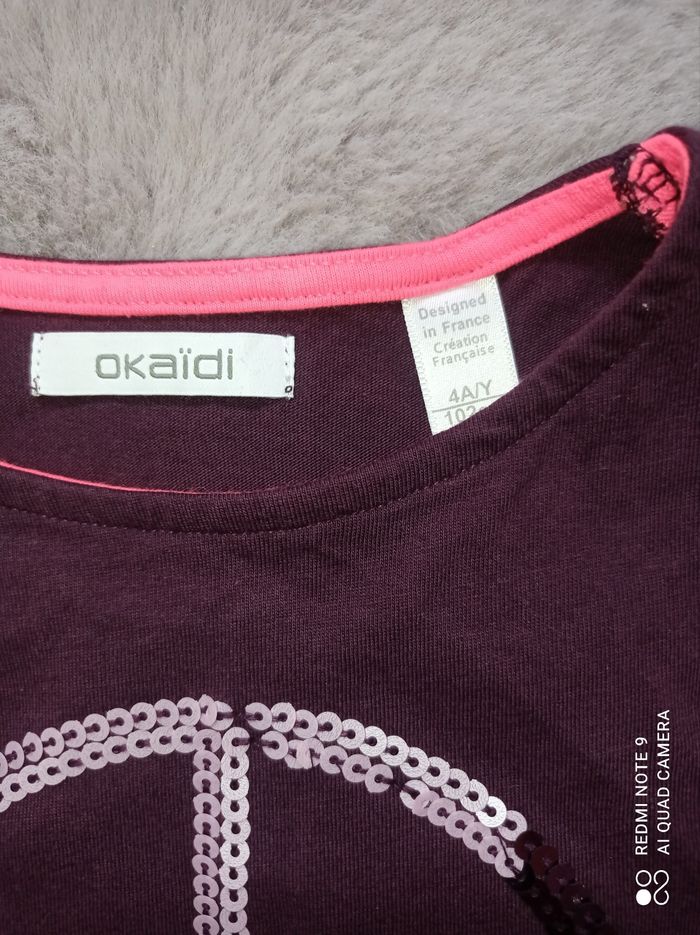 okaïdi
Designed
in France
Création
Française
4A/Y
REDMI NOTE 9
AI QUAD CAMERA